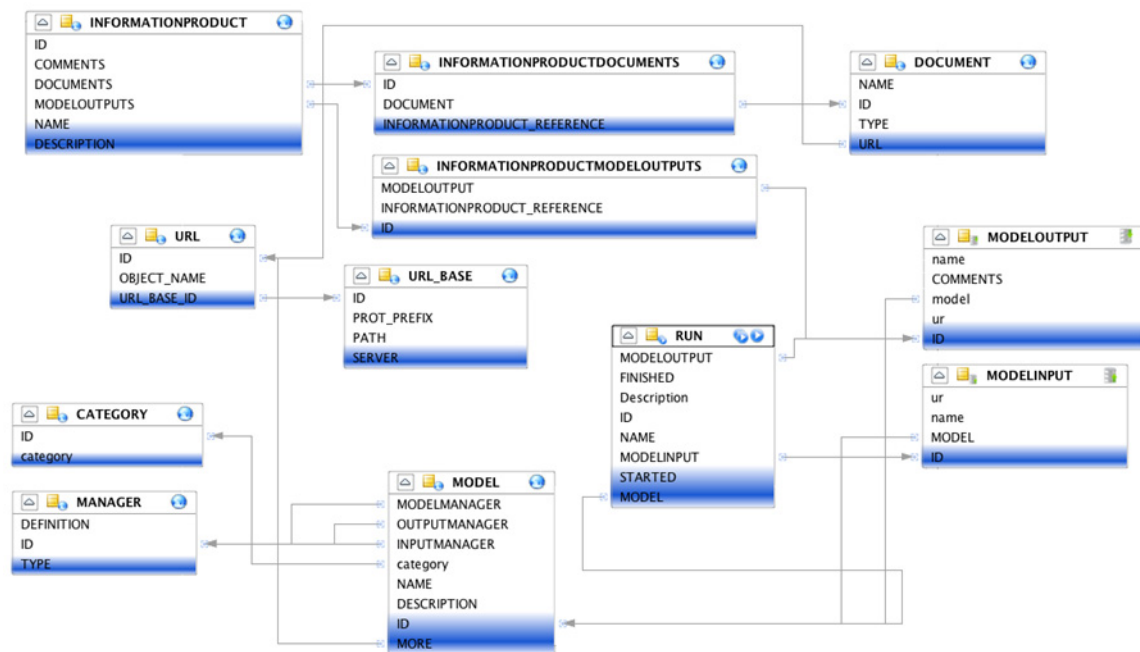 INFORMATIONPRODUCT
ID
COMMENTS
DOCUMENTS
MODELOUTPUTS
NAME
DESCRIPTION
INFORMATIONPRODUCTDOCUMENTS
ID
DOCUMENT
INFORMATIONPRODUCT_REFERENCE
DOCUMENT
NAME
ID
TYPE
URL
INFORMATIONPRODUCTMODELOUTPUTS
MODELOUTPUT
INFORMATIONPRODUCT_REFERENCE
ID
URL
ID
OBJECT_NAME
URL_BASE_ID
URL_BASE
ID
PROT_PREFIX
PATH
SERVER
MODELOUTPUT
name
COMMENTS
model
ur
ID
RUN
MODELOUTPUT
FINISHED
Description
ID
NAME
MODELINPUT
STARTED
MODEL
MODELINPUT
ur
name
MODEL
ID
CATEGORY
ID
category
MANAGER
DEFINITION
ID
TYPE
MODEL
MODELMANAGER
OUTPUTMANAGER
INPUTMANAGER
category
NAME
DESCRIPTION
ID
MORE